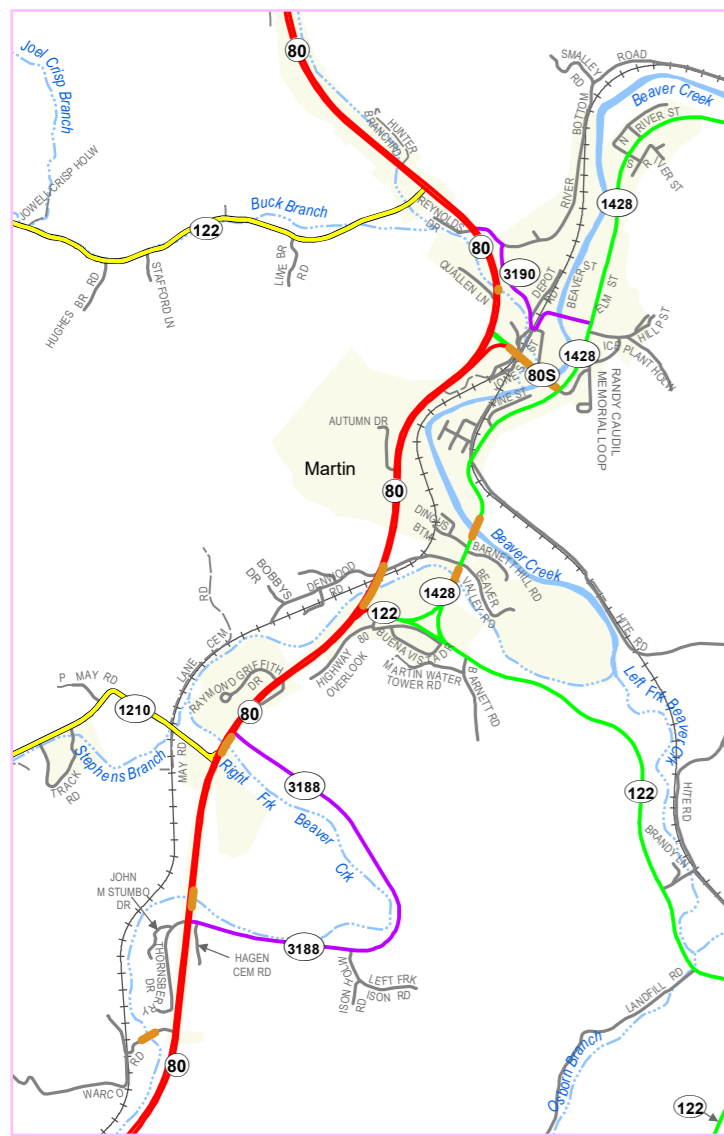 80
SMALLEY RD
ROAD
Joel Crisp Branch
Beaver Creek
HUNTER BRANCHRD
BOTTOM
RIVER
N RIVER ST
S RIVER ST
JOWELL/CRISP HOLW
Buck Branch
REYNOLDS DR
1428
122
80
LINE BR RD
STAFFORD LN
HUGHES BR RD
QUALLEN LN
3190
DEPOT
BEAVER ST
ELM ST
HILL P ST
ICE PLANT HOLW
1428
80S
JONES ST
PINE ST
RANDY CAUDIL
MEMORIAL LOOP
AUTUMN DR
Martin
80
DINGUS
BTM
Beaver Creek
BARNETT HILL RD
BOBBYS DR
DENWOOD RD
BEAVER
VALLEY RD
1428
122
LANE CEM RD
HITE RD
HIGHWAY 80
OVERLOOK
BUENAVISTA DR
MARTIN WATER
TOWER RD
BARNETT RD
Left Frk Beaver Crk
P MAY RD
RAYMOND GRIFFITH
DR
1210
80
MAY RD
Stephens Branch
TRACK RD
Right Frk Beaver Crk
3188
122
HITE RD
BRANDY LN
JOHN
M STUMBO
DR
THORNSBERRY
DR
HAGEN
CEM RD
3188
ISON HOLW
RD
LEFT FRK
ISON RD
LANDFILL RD
Osborn Branch
RD
WARCO
80
122